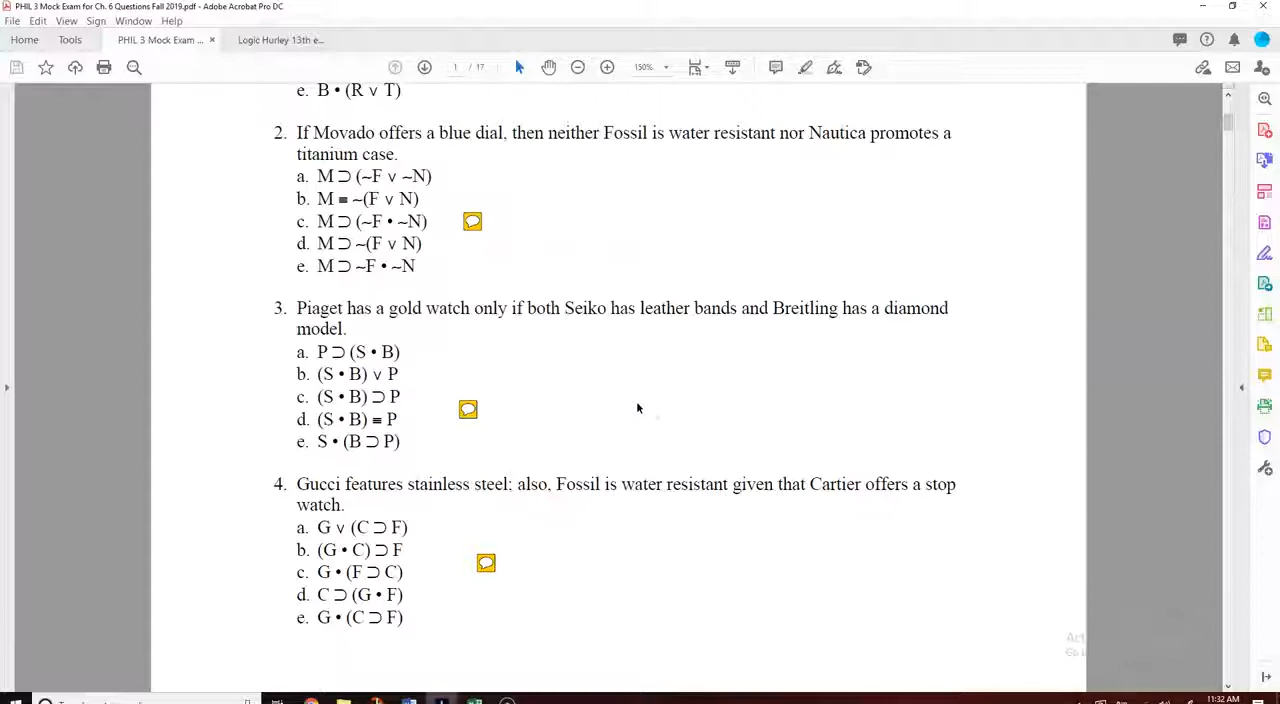 PHIL 3 Mock Exam for Ch. 6 Questions Fall 2019.pdf - Adobe Acrobat Pro DC
File Edit View Sign Window Help
Home Tools PHIL 3 Mock Exam ... × Logic Hurley 13th e...
1 / 17 150%
e. B • (R v T)
2. If Movado offers a blue dial, then neither Fossil is water resistant nor Nautica promotes a
titanium case.
a. M ⊃ (~F v ~N)
b. M ≡ ~(F v N)
c. M ⊃ (~F • ~N)
d. M ⊃ ~(F v N)
e. M ⊃ ~F • ~N
3. Piaget has a gold watch only if both Seiko has leather bands and Breitling has a diamond
model.
a. P ⊃ (S • B)
b. (S • B) v P
c. (S • B) ⊃ P
d. (S • B) ≡ P
e. S • (B ⊃ P)
4. Gucci features stainless steel; also, Fossil is water resistant given that Cartier offers a stop
watch.
a. G v (C ⊃ F)
b. (G • C) ⊃ F
c. G • (F ⊃ C)
d. C ⊃ (G • F)
e. G • (C ⊃ F)
11:32 AM